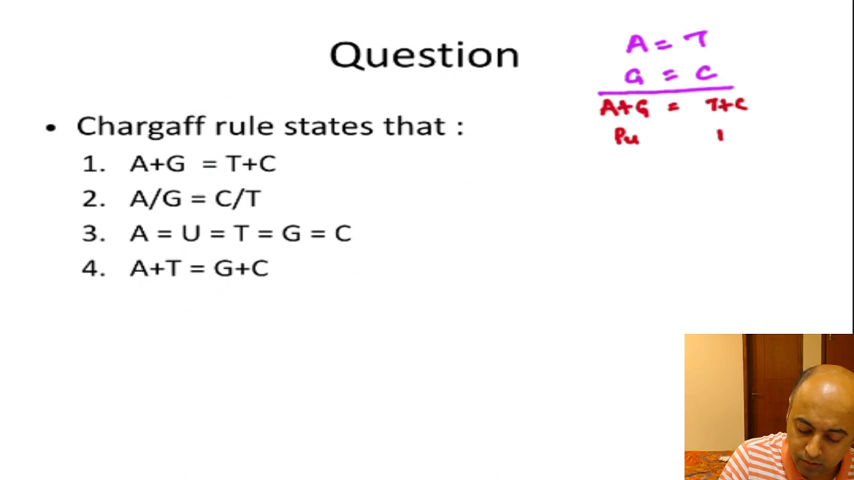 Question
• Chargaff rule states that :
1. A+G = T+C
2. A/G = C/T
3. A = U = T = G = C
4. A+T = G+C
A = T
G = C
A+G = T+C
Pu